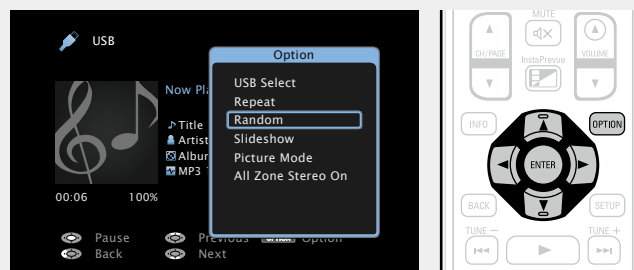 USB
Option
USB Select
Repeat
Random
Slideshow
Picture Mode
All Zone Stereo On
Now Pla
Title
Artist
Albur
MP3
00:06 100%
Pause
Previous
OPTION Option
Back
Next
MUTE
CH/PAGE
VOLUME
InstaPrevue
INFO
OPTION
ENTER
BACK
SETUP
TUNE −
TUNE +